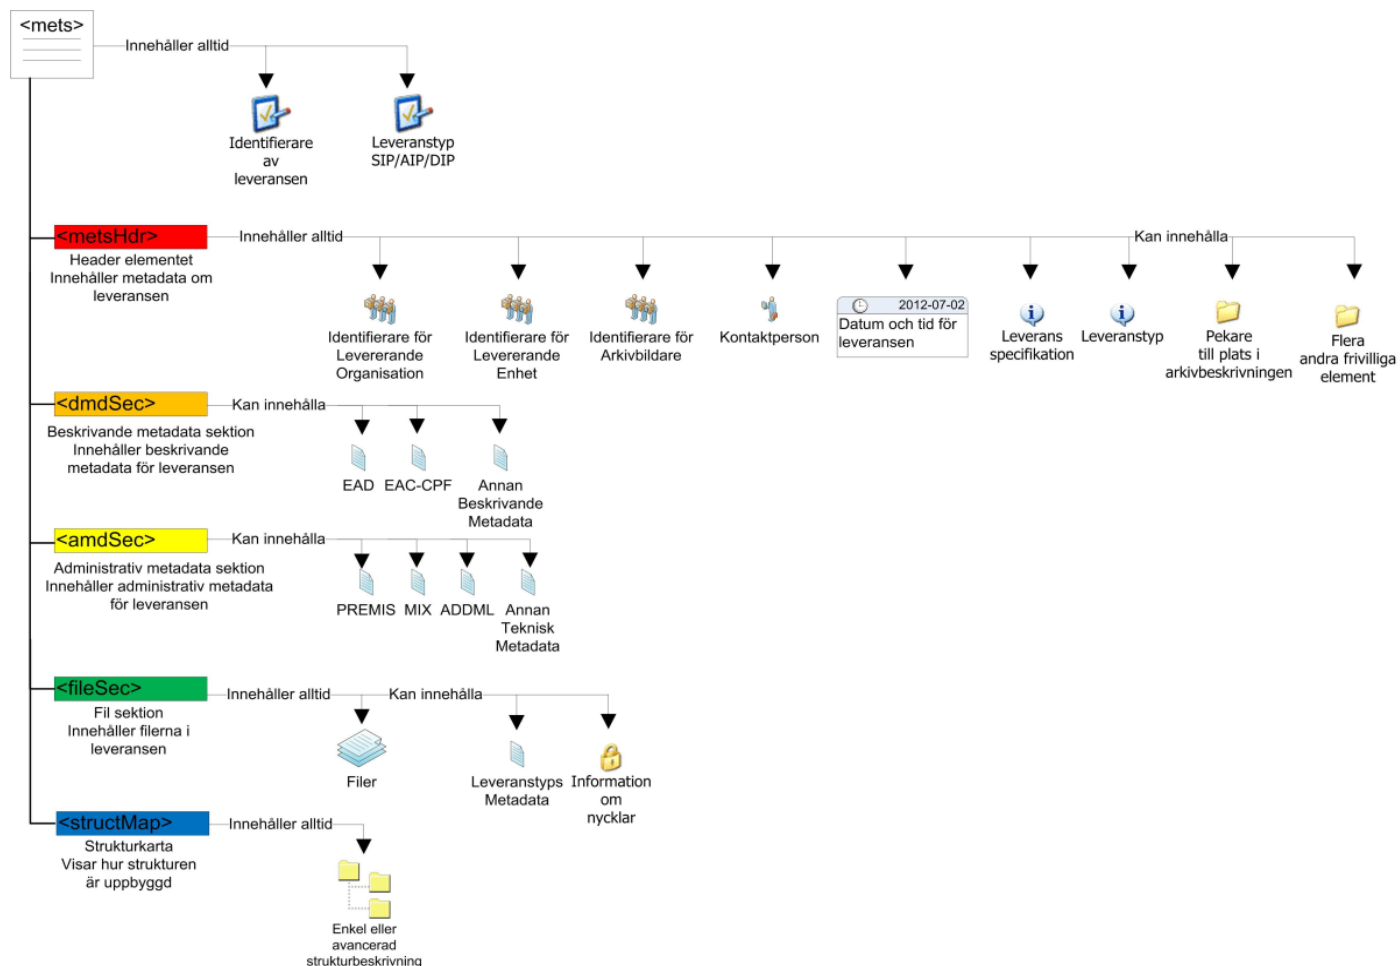 <mets>
Innehåller alltid
Identifierare
av
leveransen
Leveranstyp
SIP/AIP/DIP
<metsHdr>
Header elementet
Innehåller metadata om
leveransen
Innehåller alltid
Kan innehålla
Identifierare för
Levererande
Organisation
Identifierare för
Levererande
Enhet
Identifierare för
Arkivbildare
Kontaktperson
2012-07-02
Datum och tid för
leveransen
Leverans
specifikation
Leveranstyp
Pekare
till plats i
arkivbeskrivningen
Flera
andra frivilliga
element
<dmdSec>
Beskrivande metadata sektion
Innehåller beskrivande
metadata för leveransen
Kan innehålla
EAD
EAC-CPF
Annan
Beskrivande
Metadata
<amdSec>
Administrativ metadata sektion
Innehåller administrativ metadata
för leveransen
Kan innehålla
PREMIS
MIX
ADDML
Annan
Teknisk
Metadata
<fileSec>
Fil sektion
Innehåller filerna i
leveransen
Innehåller alltid
Kan innehålla
Filer
Leveranstyps
Metadata
Information
om
nycklar
<structMap>
Strukturkarta
Visar hur strukturen
är uppbyggd
Innehåller alltid
Enkel eller
avancerad
strukturbeskrivning